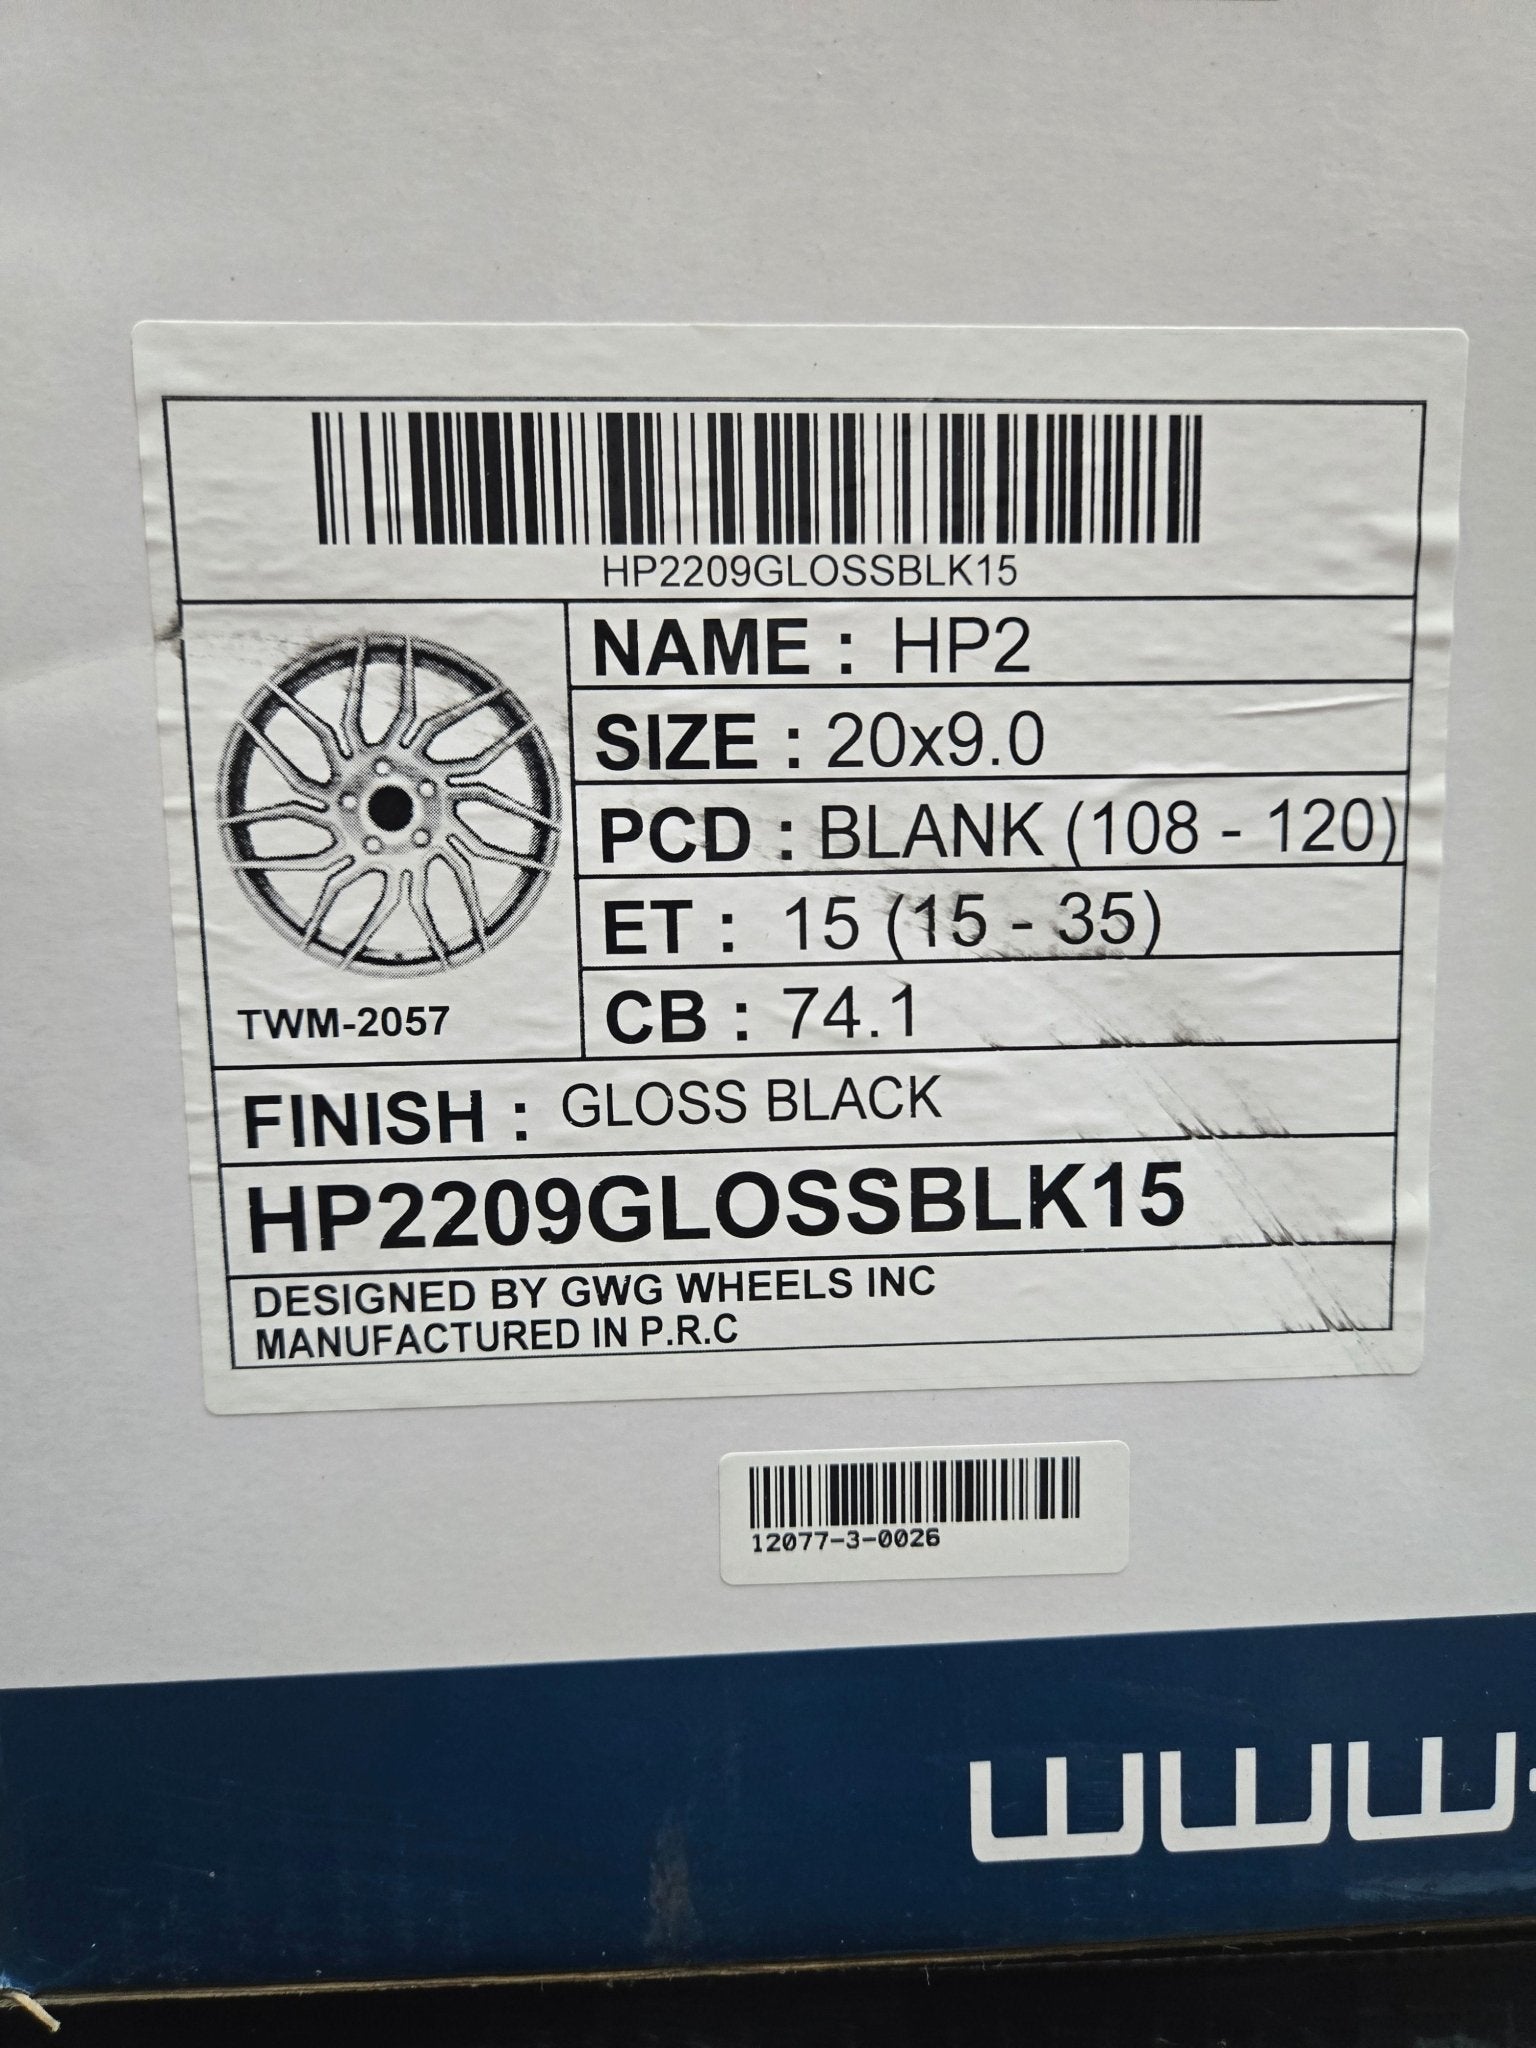 HP2209GLOSSBLK15
NAME : HP2
SIZE : 20x9.0
PCD : BLANK (108 - 120)
ET : 15 (15 - 35)
CB : 74.1
TWM-2057
FINISH : GLOSS BLACK
HP2209GLOSSBLK15
DESIGNED BY GWG WHEELS INC
MANUFACTURED IN P.R.C
12077-3-0026
www.